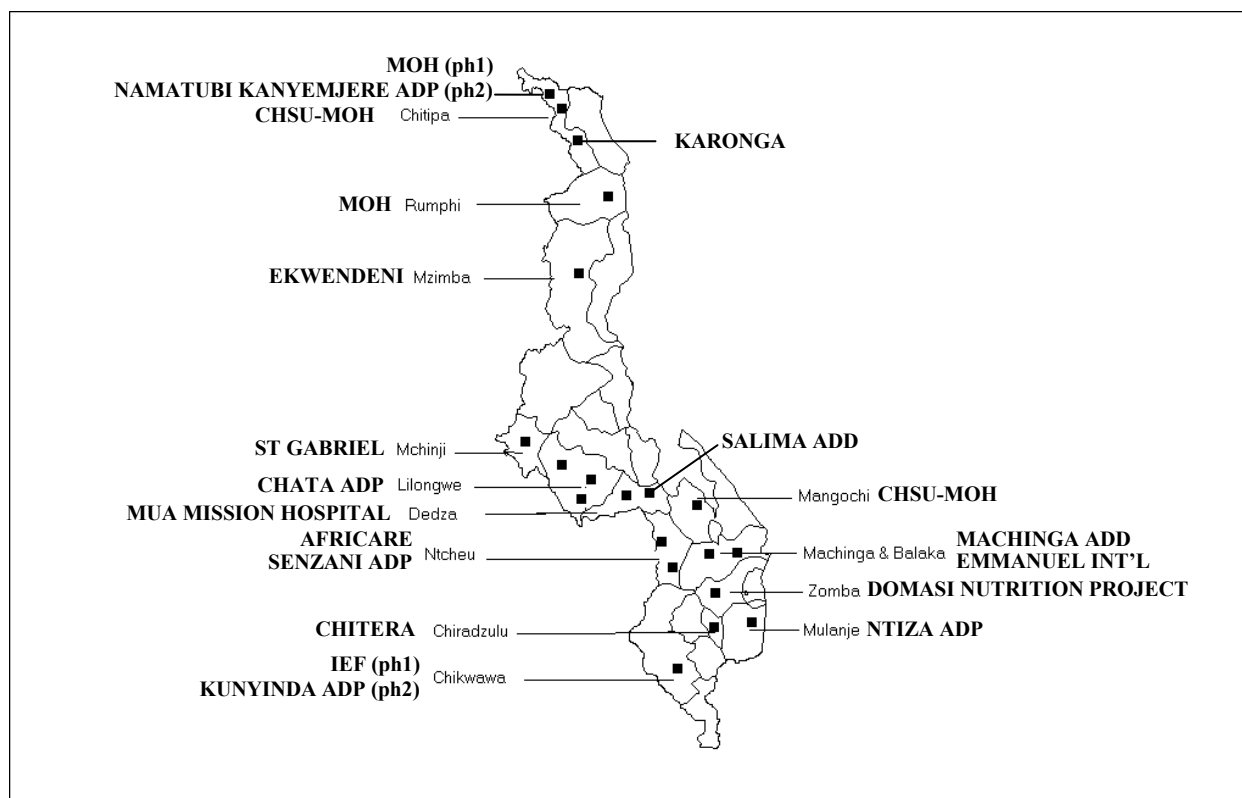 MOH (ph1)
NAMATUBI KANYEMJERE ADP (ph2)
CHSU-MOH Chitipa
KARONGA
MOH Rumphi
EKWENDENI Mzimba
SALIMA ADD
ST GABRIEL Mchinji
CHATA ADP Lilongwe
Mangochi CHSU-MOH
MUA MISSION HOSPITAL Dedza
AFRICARE
SENZANI ADP Ntcheu
MACHINGA ADD
Machinga & Balaka
EMMANUEL INT’L
Zomba DOMASI NUTRITION PROJECT
CHITERA Chiradzulu
Mulanje NTIZA ADP
IEF (ph1)
KUNYINDA ADP (ph2) Chikwawa